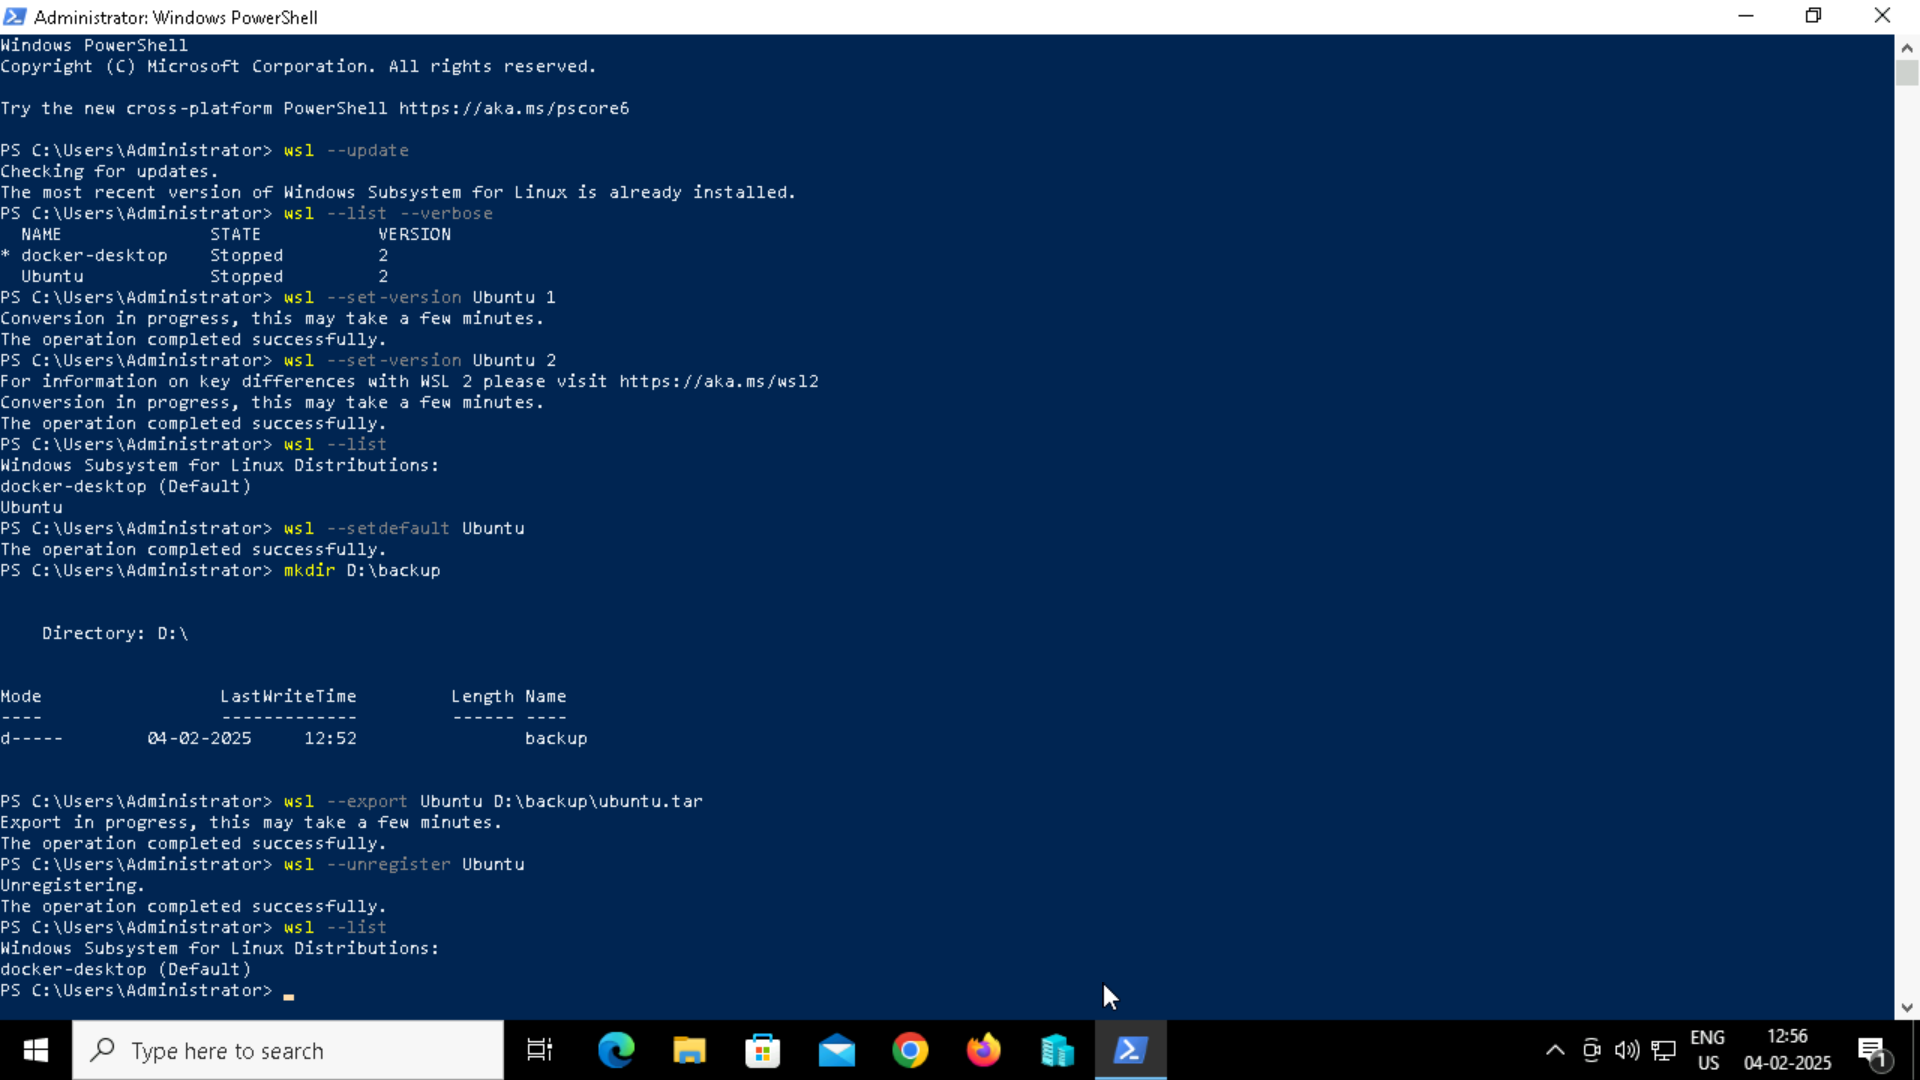 Administrator: Windows PowerShell
Windows PowerShell
Copyright (C) Microsoft Corporation. All rights reserved.
Try the new cross-platform PowerShell https://aka.ms/pscore6
PS C:\Users\Administrator> wsl --update
Checking for updates.
The most recent version of Windows Subsystem for Linux is already installed.
PS C:\Users\Administrator> wsl --list --verbose
  NAME              STATE           VERSION
* docker-desktop    Stopped         2
  Ubuntu            Stopped         2
PS C:\Users\Administrator> wsl --set-version Ubuntu 1
Conversion in progress, this may take a few minutes.
The operation completed successfully.
PS C:\Users\Administrator> wsl --set-version Ubuntu 2
For information on key differences with WSL 2 please visit https://aka.ms/wsl2
Conversion in progress, this may take a few minutes.
The operation completed successfully.
PS C:\Users\Administrator> wsl --list
Windows Subsystem for Linux Distributions:
docker-desktop (Default)
Ubuntu
PS C:\Users\Administrator> wsl --setdefault Ubuntu
The operation completed successfully.
PS C:\Users\Administrator> mkdir D:\backup
    Directory: D:\
Mode                 LastWriteTime         Length Name
----                 -------------         ------ ----
d-----        04-02-2025     12:52                backup
PS C:\Users\Administrator> wsl --export Ubuntu D:\backup\ubuntu.tar
Export in progress, this may take a few minutes.
The operation completed successfully.
PS C:\Users\Administrator> wsl --unregister Ubuntu
Unregistering.
The operation completed successfully.
PS C:\Users\Administrator> wsl --list
Windows Subsystem for Linux Distributions:
docker-desktop (Default)
PS C:\Users\Administrator>
Type here to search
ENG
US
12:56
04-02-2025
1